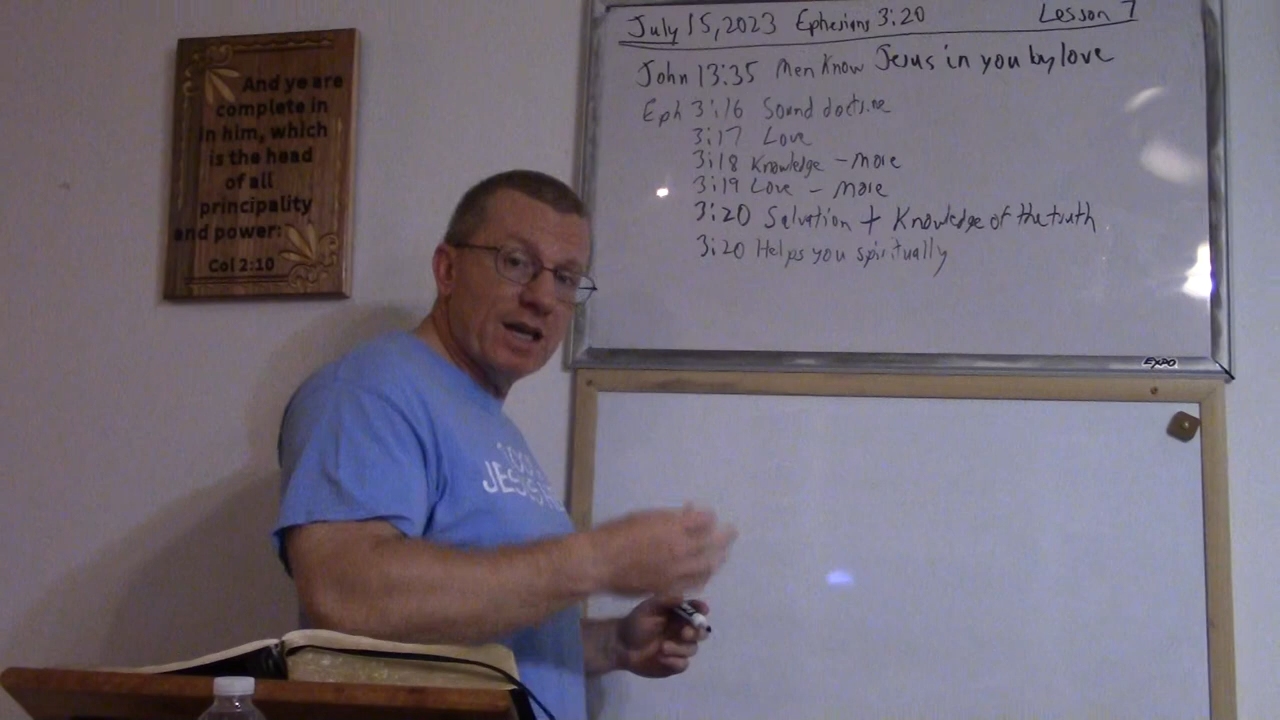 And ye are
complete in
in him, which
is the head
of all
principality
and power:
Col 2:10
July 15, 2023 Ephesians 3:20 Lesson 7
John 13:35 Men Know Jesus in you by love
Eph 3:16 Sound doctrine
3:17 Love
3:18 Knowledge - more
3:19 Love - more
3:20 Salvation + Knowledge of the truth
3:20 Helps you spiritually
EXPO
JESUS